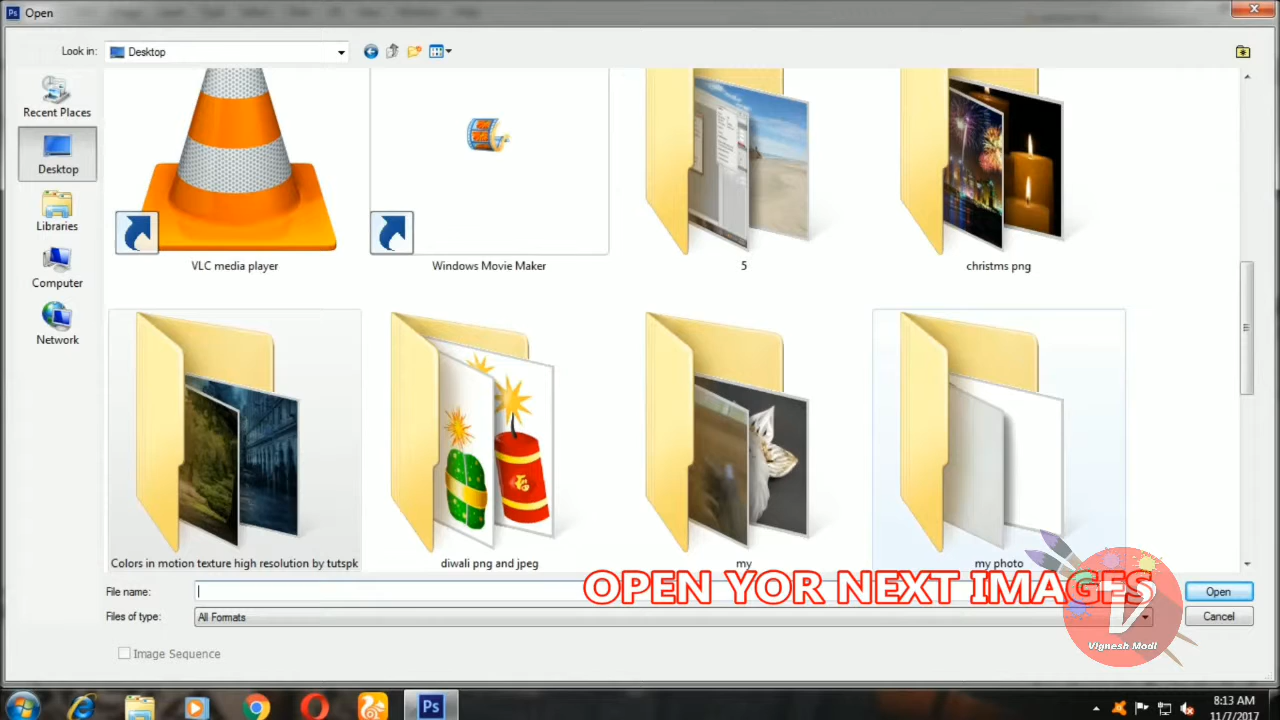 Ps Open
Look in: Desktop
Recent Places
Desktop
Libraries
Computer
Network
VLC media player
Windows Movie Maker
5
christms png
Colors in motion texture high resolution by tutspk
diwali png and jpeg
my
my photo
File name:
Open
Files of type: All Formats
Cancel
Image Sequence
OPEN YOR NEXT IMAGES
V
Vignesh Modi
Ps
8:13 AM
11/7/2017